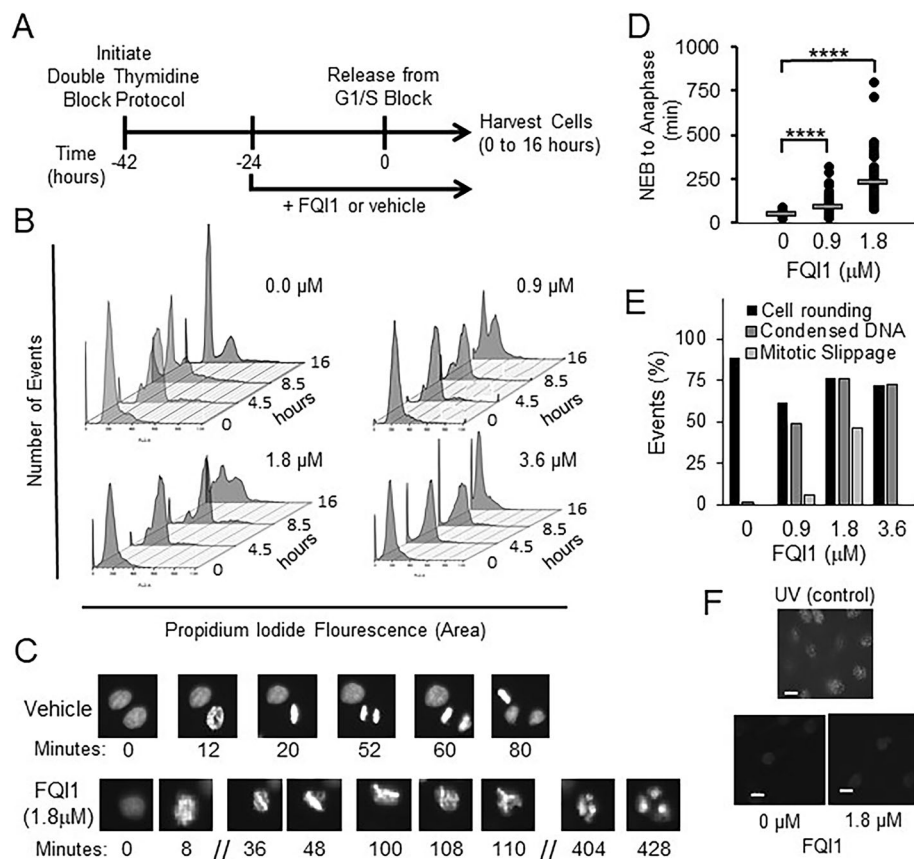 A
Initiate
Double Thymidine
Block Protocol
Release from
G1/S Block
Harvest Cells
(0 to 16 hours)
Time
(hours)
-42
-24
0
+ FQI1 or vehicle
B
Number of Events
0.0 µM
0
4.5
8.5
16
hours
0.9 µM
0
4.5
8.5
16
hours
1.8 µM
0
4.5
8.5
16
hours
3.6 µM
0
4.5
8.5
16
hours
Propidium Iodide Flourescence (Area)
C
Vehicle
Minutes: 0 12 20 52 60 80
FQI1
(1.8µM)
Minutes: 0 8 // 36 48 100 108 110 // 404 428
D
NEB to Anaphase
(min)
1000
750
500
250
0
****
****
0 0.9 1.8
FQI1 (µM)
E
Events (%)
100
75
50
25
0
Cell rounding
Condensed DNA
Mitotic Slippage
0 0.9 1.8 3.6
FQI1 (µM)
F
UV (control)
0 µM 1.8 µM
FQI1